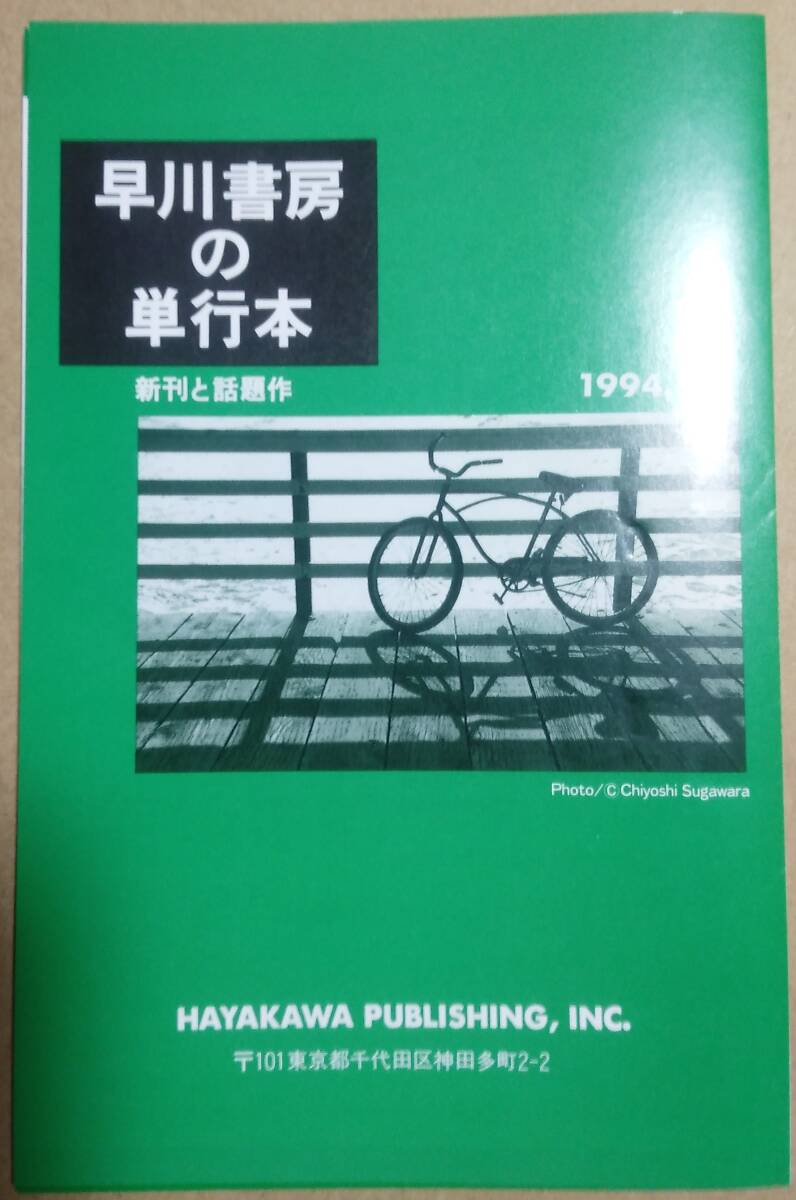 早川書房
の
単行本
新刊と話題作
1994.
Photo/©Chiyoshi Sugawara
HAYAKAWA PUBLISHING, INC.
〒101東京都千代田区神田多町2-2